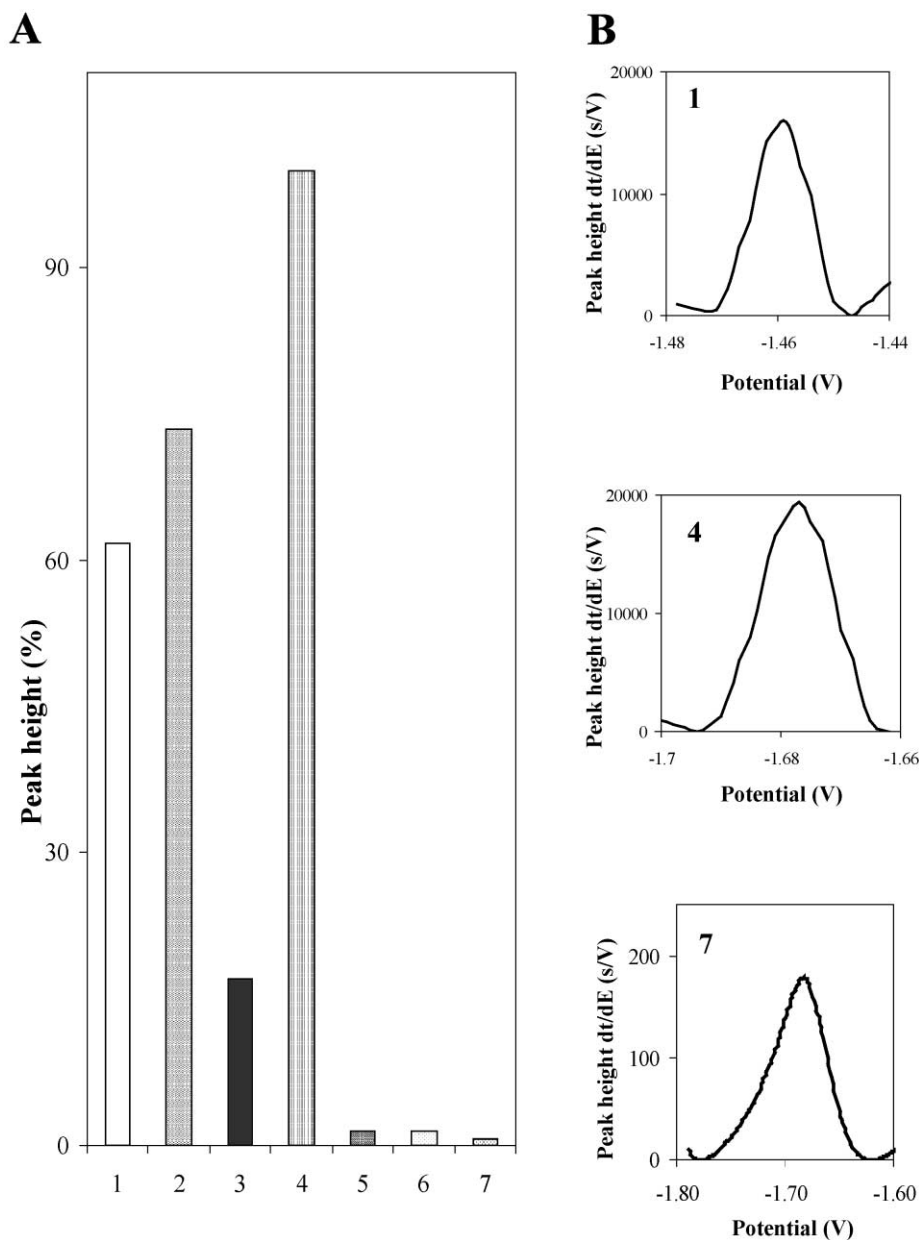 A
Peak height (%)
90
60
30
0
1 2 3 4 5 6 7
B
Peak height dt/dE (s/V)
20000
10000
0
1
-1.48 -1.46 -1.44
Potential (V)
Peak height dt/dE (s/V)
20000
10000
0
4
-1.7 -1.68 -1.66
Potential (V)
Peak height dt/dE (s/V)
200
100
0
7
-1.80 -1.70 -1.60
Potential (V)